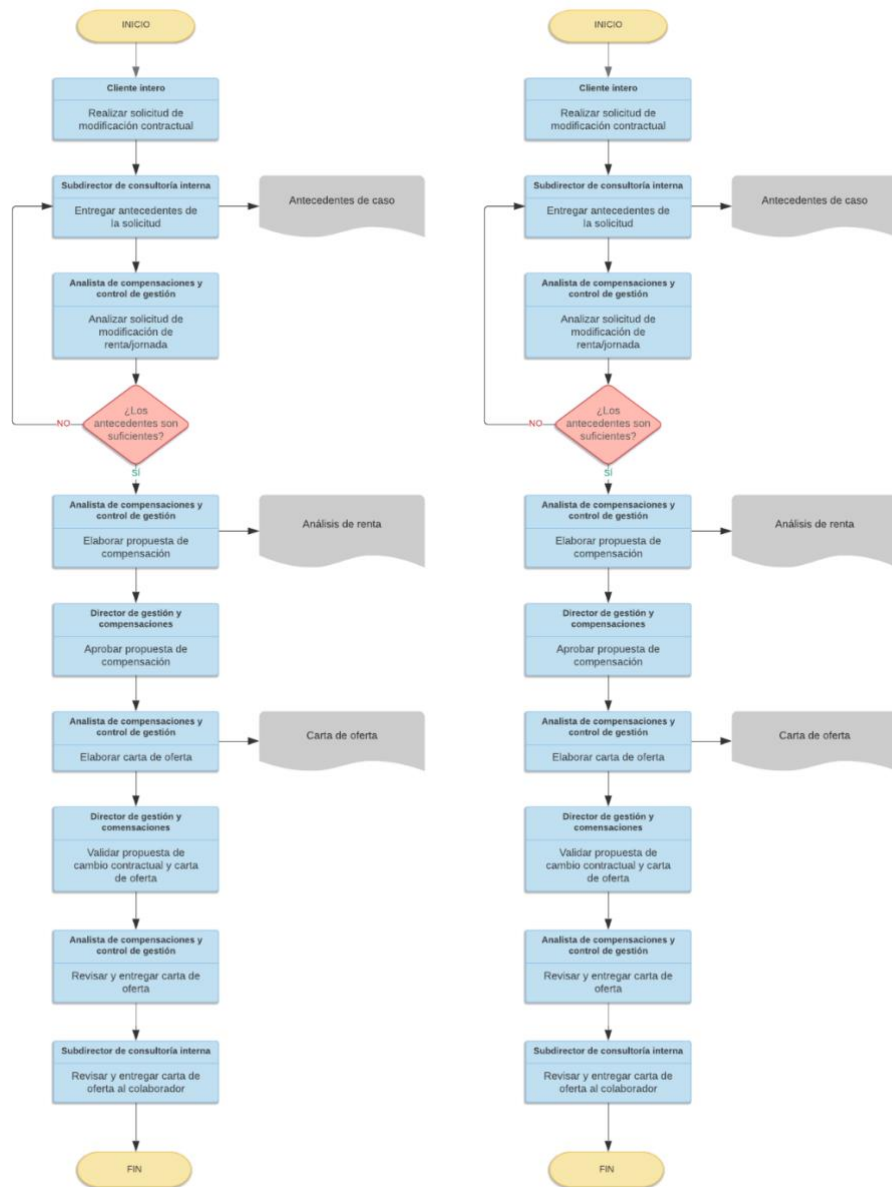 INICIO
Cliente intero
Realizar solicitud de
modificación contractual
Subdirector de consultoría interna
Entregar antecedentes de
la solicitud
Antecedentes de caso
Analista de compensaciones y
control de gestión
Analizar solicitud de
modificación de
renta/jornada
¿Los
antecedentes son
suficientes?
NO
SÍ
Analista de compensaciones y
control de gestión
Elaborar propuesta de
compensación
Análisis de renta
Director de gestión y
compensaciones
Aprobar propuesta de
compensación
Analista de compensaciones y
control de gestión
Elaborar carta de oferta
Carta de oferta
Director de gestión y
comensaciones
Validar propuesta de
cambio contractual y carta
de oferta
Analista de compensaciones y
control de gestión
Revisar y entregar carta de
oferta
Subdirector de consultoría interna
Revisar y entregar carta de
oferta al colaborador
FIN
INICIO
Cliente intero
Realizar solicitud de
modificación contractual
Subdirector de consultoría interna
Entregar antecedentes de
la solicitud
Antecedentes de caso
Analista de compensaciones y
control de gestión
Analizar solicitud de
modificación de
renta/jornada
¿Los
antecedentes son
suficientes?
NO
SÍ
Analista de compensaciones y
control de gestión
Elaborar propuesta de
compensación
Análisis de renta
Director de gestión y
compensaciones
Aprobar propuesta de
compensación
Analista de compensaciones y
control de gestión
Elaborar carta de oferta
Carta de oferta
Director de gestión y
comensaciones
Validar propuesta de
cambio contractual y carta
de oferta
Analista de compensaciones y
control de gestión
Revisar y entregar carta de
oferta
Subdirector de consultoría interna
Revisar y entregar carta de
oferta al colaborador
FIN